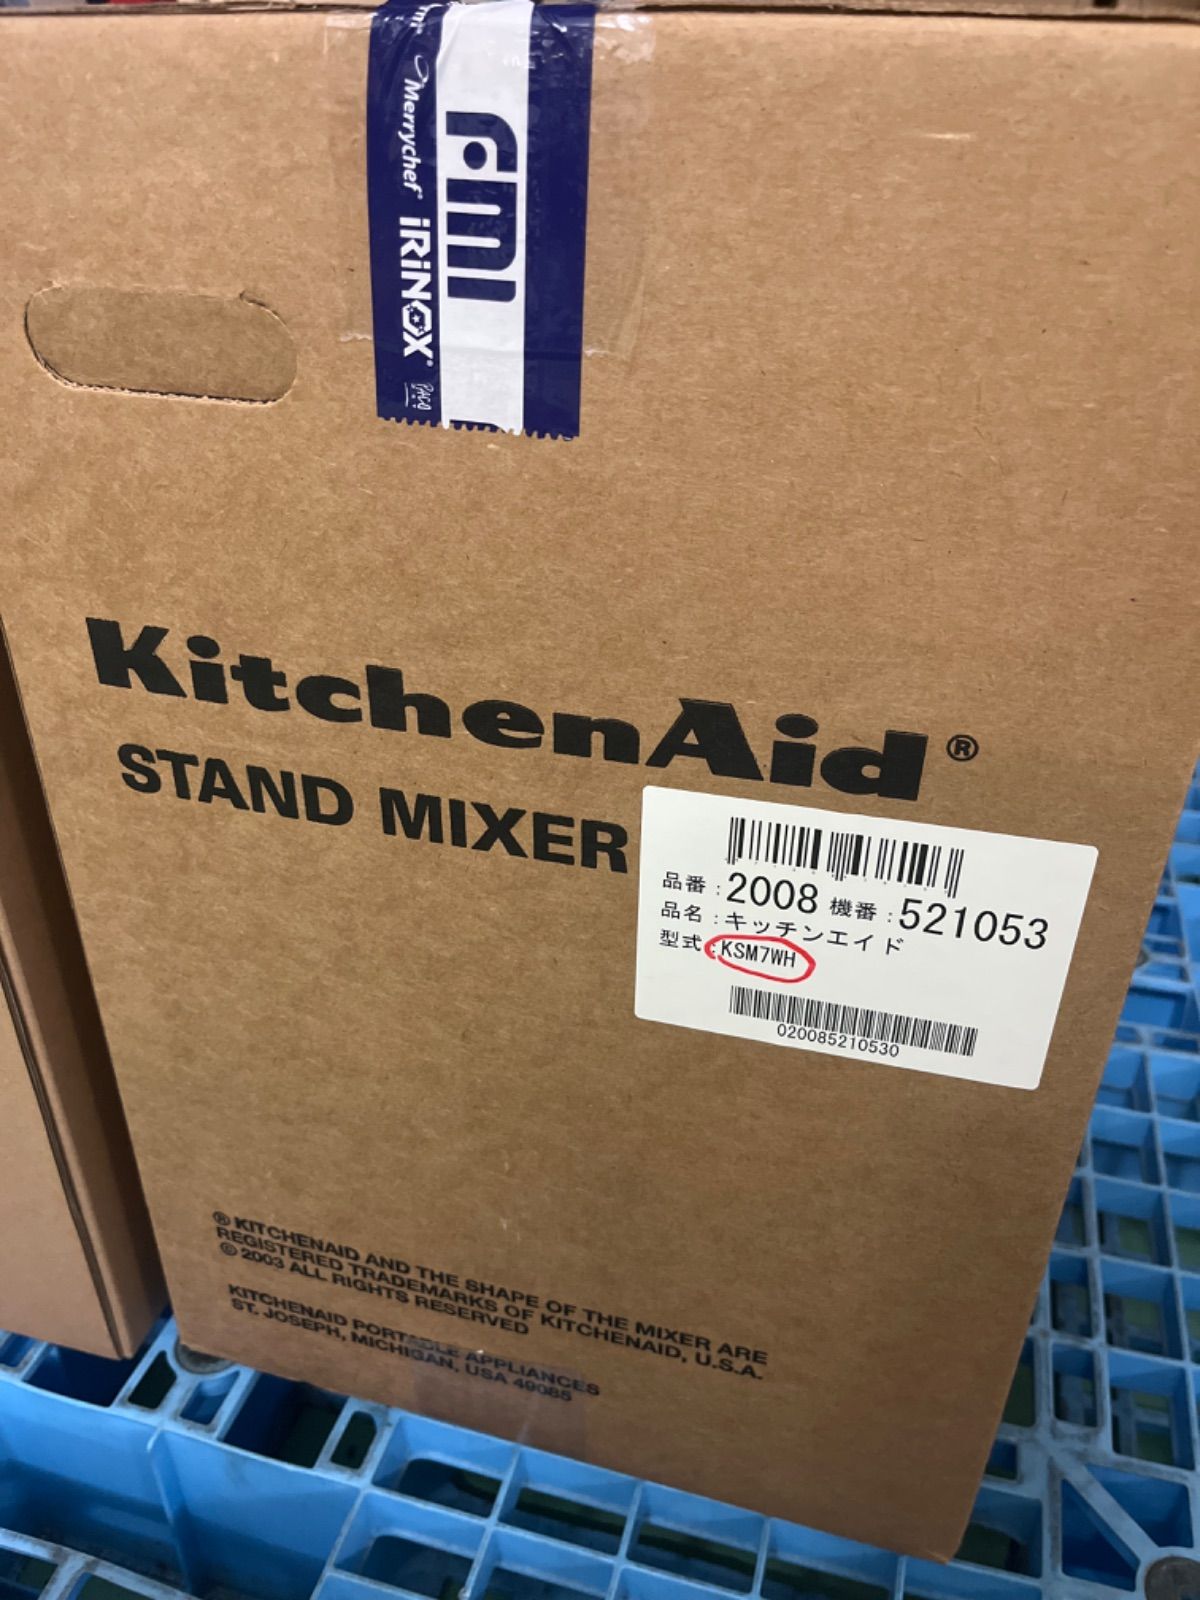 Merrychef® iRiNOX® PACO
FMI
KitchenAid®
STAND MIXER
品番:2008 機番:521053
品名:キッチンエイド
型式:KSM7WH
020085210530
® KITCHENAID AND THE SHAPE OF THE MIXER ARE
REGISTERED TRADEMARKS OF KITCHENAID, U.S.A.
© 2003 ALL RIGHTS RESERVED
KITCHENAID PORTABLE APPLIANCES
ST. JOSEPH, MICHIGAN, USA 49085